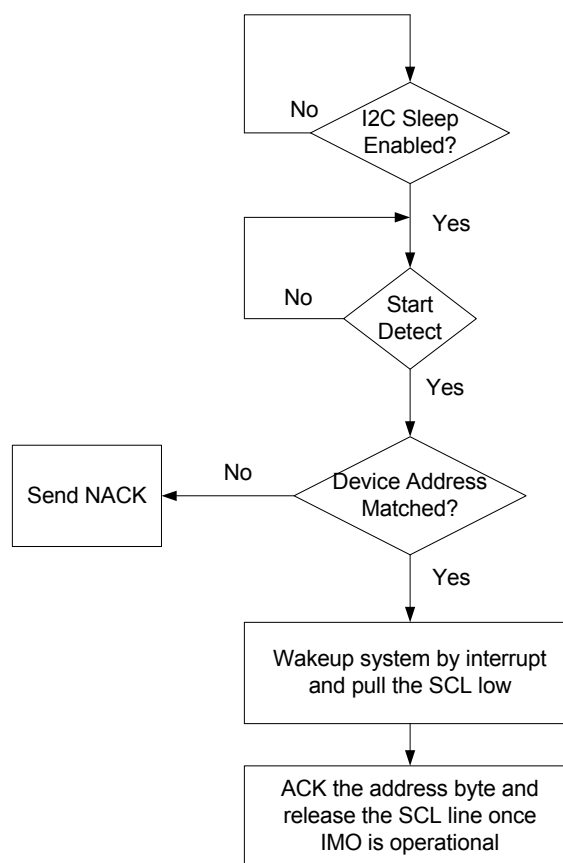 No
I2C Sleep
Enabled?
Yes
No
Start
Detect
Yes
Send NACK
No
Device Address
Matched?
Yes
Wakeup system by interrupt
and pull the SCL low
ACK the address byte and
release the SCL line once
IMO is operational